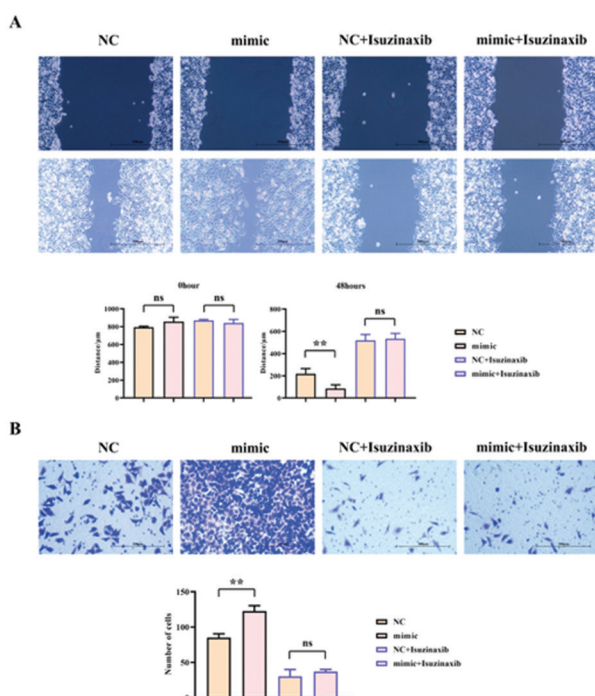 A
NC mimic NC+Isuzinaxib mimic+Isuzinaxib
0hour
ns ns
Distance/μm
1000
800
600
400
200
0
48hours
ns
**
Distance/μm
800
600
400
200
0
NC
mimic
NC+Isuzinaxib
mimic+Isuzinaxib
B
NC mimic NC+Isuzinaxib mimic+Isuzinaxib
**
ns
Number of cells
150
100
50
0
NC
mimic
NC+Isuzinaxib
mimic+Isuzinaxib